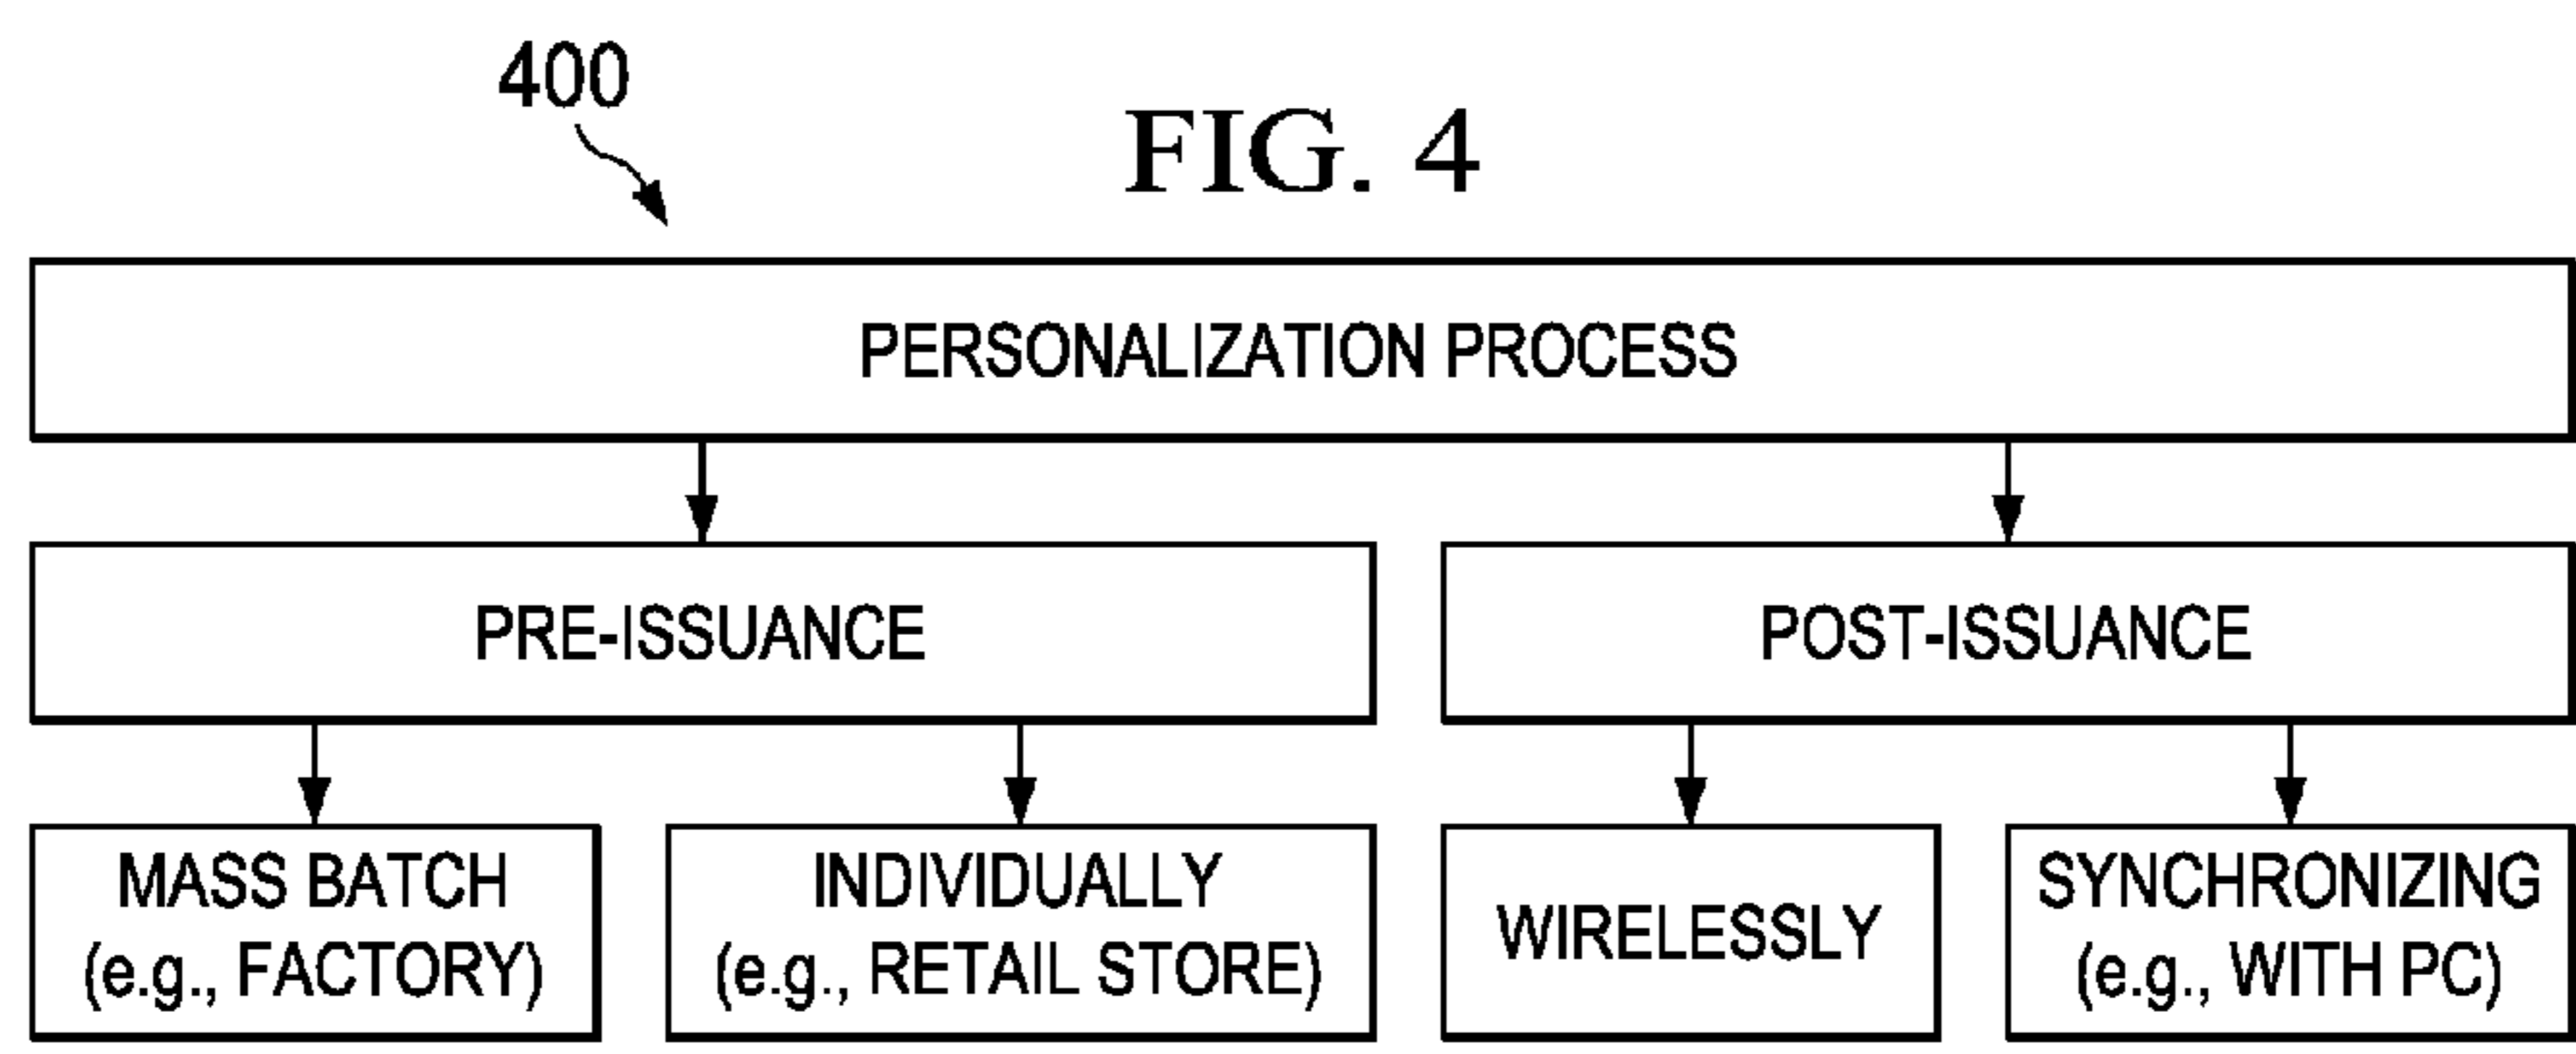 400
FIG. 4
PERSONALIZATION PROCESS
PRE-ISSUANCE
POST-ISSUANCE
MASS BATCH
(e.g., FACTORY)
INDIVIDUALLY
(e.g., RETAIL STORE)
WIRELESSLY
SYNCHRONIZING
(e.g., WITH PC)